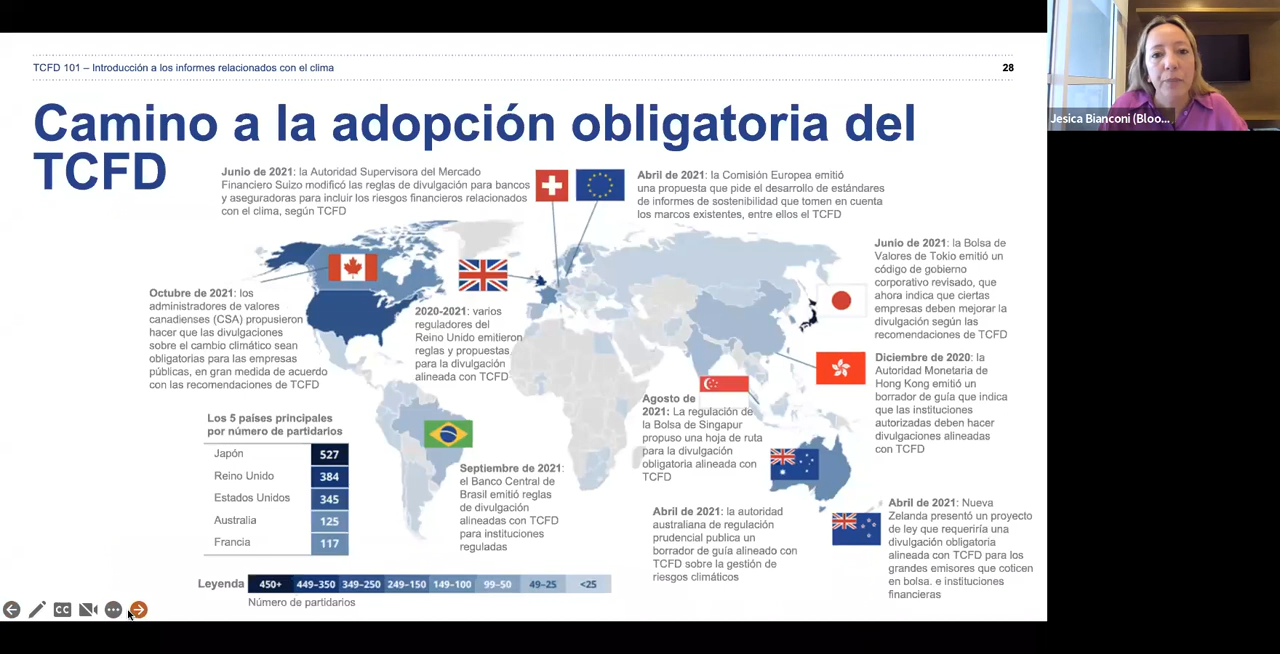 TCFD 101 – Introducción a los informes relacionados con el clima
28
Camino a la adopción obligatoria del
TCFD
Junio de 2021: la Autoridad Supervisora del Mercado
Financiero Suizo modificó las reglas de divulgación para bancos
y aseguradoras para incluir los riesgos financieros relacionados
con el clima, según TCFD
Abril de 2021: la Comisión Europea emitió
una propuesta que pide el desarrollo de estándares
de informes de sostenibilidad que tomen en cuenta
los marcos existentes, entre ellos el TCFD
Junio de 2021: la Bolsa de
Valores de Tokio emitió un
código de gobierno
corporativo revisado, que
ahora indica que ciertas
empresas deben mejorar la
divulgación según las
recomendaciones de TCFD
Octubre de 2021: los
administradores de valores
canadienses (CSA) propusieron
hacer que las divulgaciones
sobre el cambio climático sean
obligatorias para las empresas
públicas, en gran medida de acuerdo
con las recomendaciones de TCFD
2020-2021: varios
reguladores del
Reino Unido emitieron
reglas y propuestas
para la divulgación
alineada con TCFD
Diciembre de 2020: la
Autoridad Monetaria de
Hong Kong emitió un
borrador de guía que indica
que las instituciones
autorizadas deben hacer
divulgaciones alineadas
con TCFD
Agosto de
2021: La regulación de
la Bolsa de Singapur
propuso una hoja de ruta
para la divulgación
obligatoria alineada con
TCFD
Los 5 países principales
por número de partidarios
Japón 527
Reino Unido 384
Estados Unidos 345
Australia 125
Francia 117
Septiembre de 2021:
el Banco Central de
Brasil emitió reglas
de divulgación
alineadas con TCFD
para instituciones
reguladas
Abril de 2021: la autoridad
australiana de regulación
prudencial publica un
borrador de guía alineado con
TCFD sobre la gestión de
riesgos climáticos
Abril de 2021: Nueva
Zelanda presentó un proyecto
de ley que requeriría una
divulgación obligatoria
alineada con TCFD para los
grandes emisores que coticen
en bolsa. e instituciones
financieras
Leyenda 450+ 449–350 349–250 249–150 149–100 99–50 49–25 <25
Número de partidarios
CC
Jesica Bianconi (Bloo...